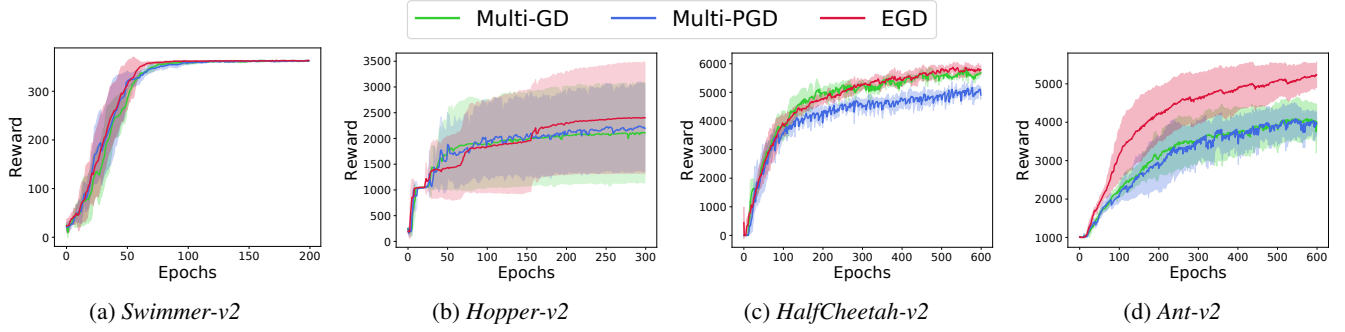 Multi-GD Multi-PGD EGD
Reward
300
200
100
0
0 50 100 150 200
Epochs
(a) Swimmer-v2
Reward
3500
3000
2500
2000
1500
1000
500
0
0 50 100 150 200 250 300
Epochs
(b) Hopper-v2
Reward
6000
5000
4000
3000
2000
1000
0
0 100 200 300 400 500 600
Epochs
(c) HalfCheetah-v2
Reward
5000
4000
3000
2000
1000
0 100 200 300 400 500 600
Epochs
(d) Ant-v2